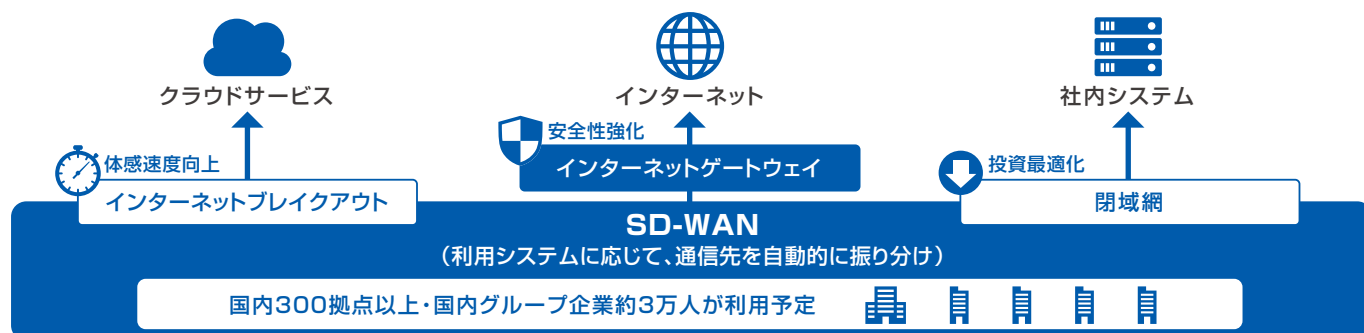 クラウドサービス
インターネット
社内システム
体感速度向上
安全性強化
投資最適化
インターネットブレイクアウト
インターネットゲートウェイ
閉域網
SD-WAN
（利用システムに応じて、通信先を自動的に振り分け）
国内300拠点以上・国内グループ企業約3万人が利用予定